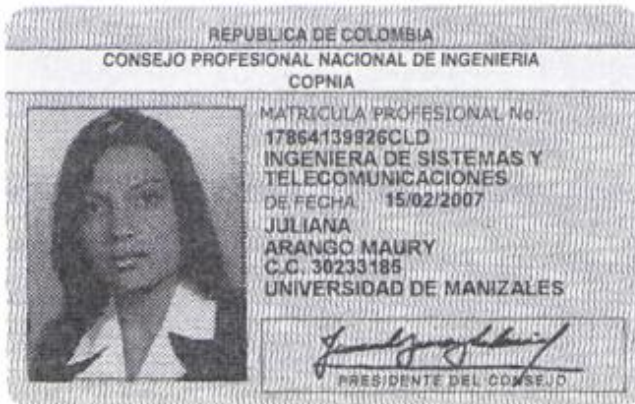 REPUBLICA DE COLOMBIA
CONSEJO PROFESIONAL NACIONAL DE INGENIERIA
COPNIA
MATRICULA PROFESIONAL No.
17864139926CLD
INGENIERA DE SISTEMAS Y
TELECOMUNICACIONES
DE FECHA 15/02/2007
JULIANA
ARANGO MAURY
C.C. 30233185
UNIVERSIDAD DE MANIZALES
PRESIDENTE DEL CONSEJO